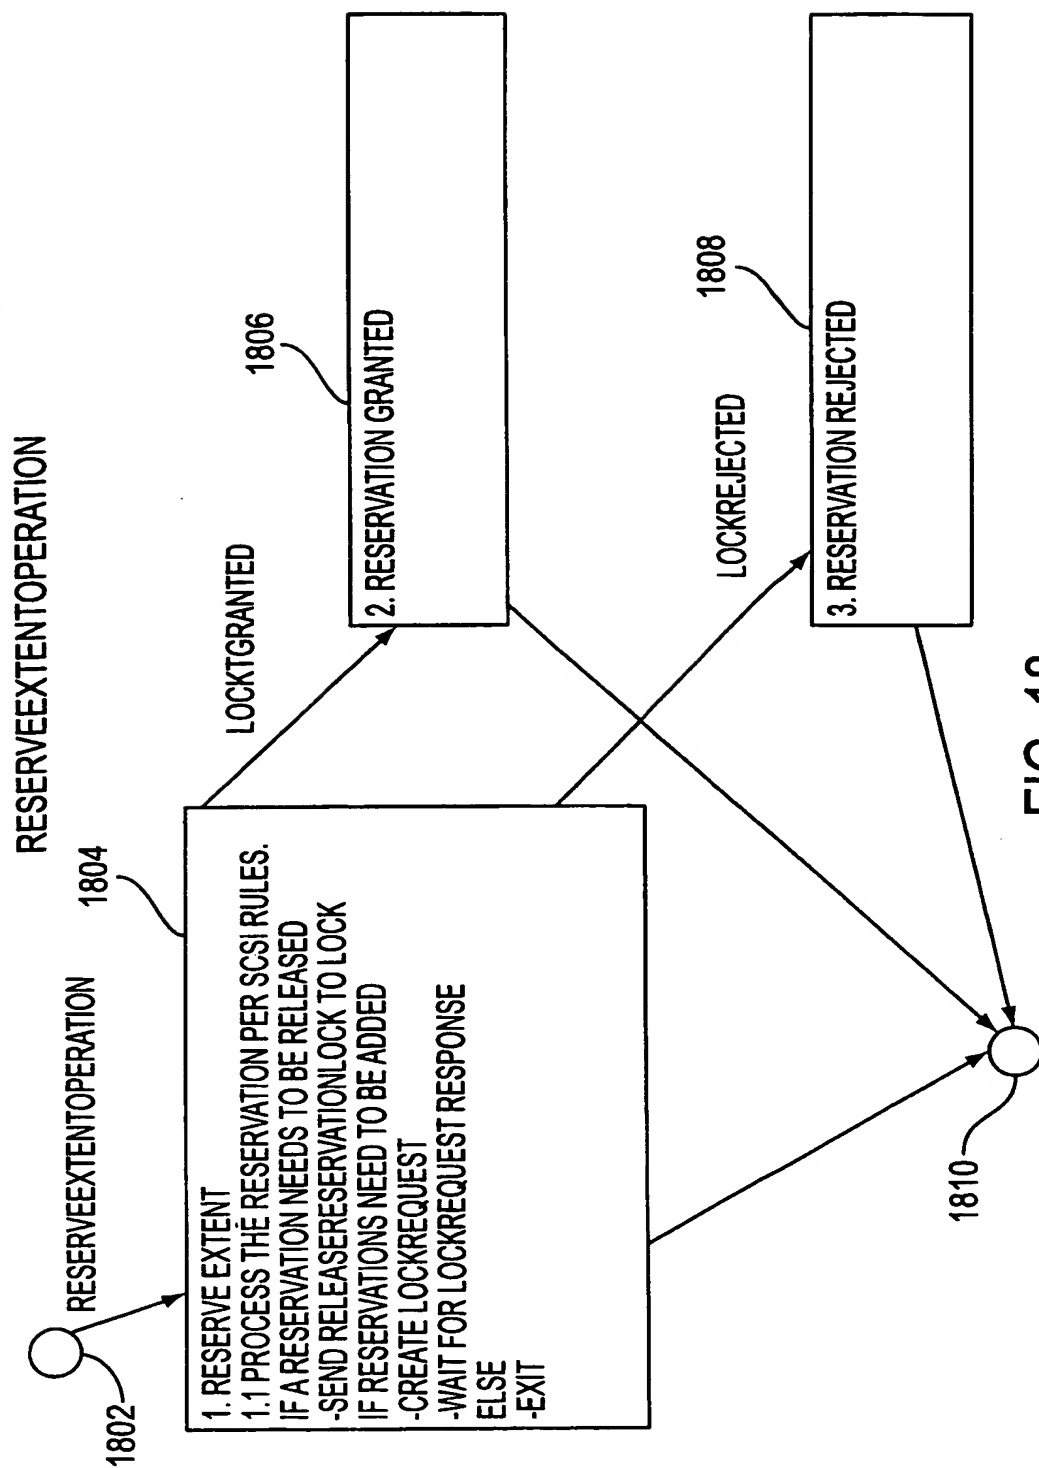 RESERVEEXTENTOPERATION
RESERVEEXTENTOPERATION
1802
1804
1. RESERVE EXTENT
1.1 PROCESS THE RESERVATION PER SCSI RULES.
IF A RESERVATION NEEDS TO BE RELEASED
-SEND RELEASERESERVATIONLOCK TO LOCK
IF RESERVATIONS NEED TO BE ADDED
-CREATE LOCKREQUEST
-WAIT FOR LOCKREQUEST RESPONSE
ELSE
-EXIT
LOCKTGRANTED
1806
2. RESERVATION GRANTED
LOCKREJECTED
1808
3. RESERVATION REJECTED
1810